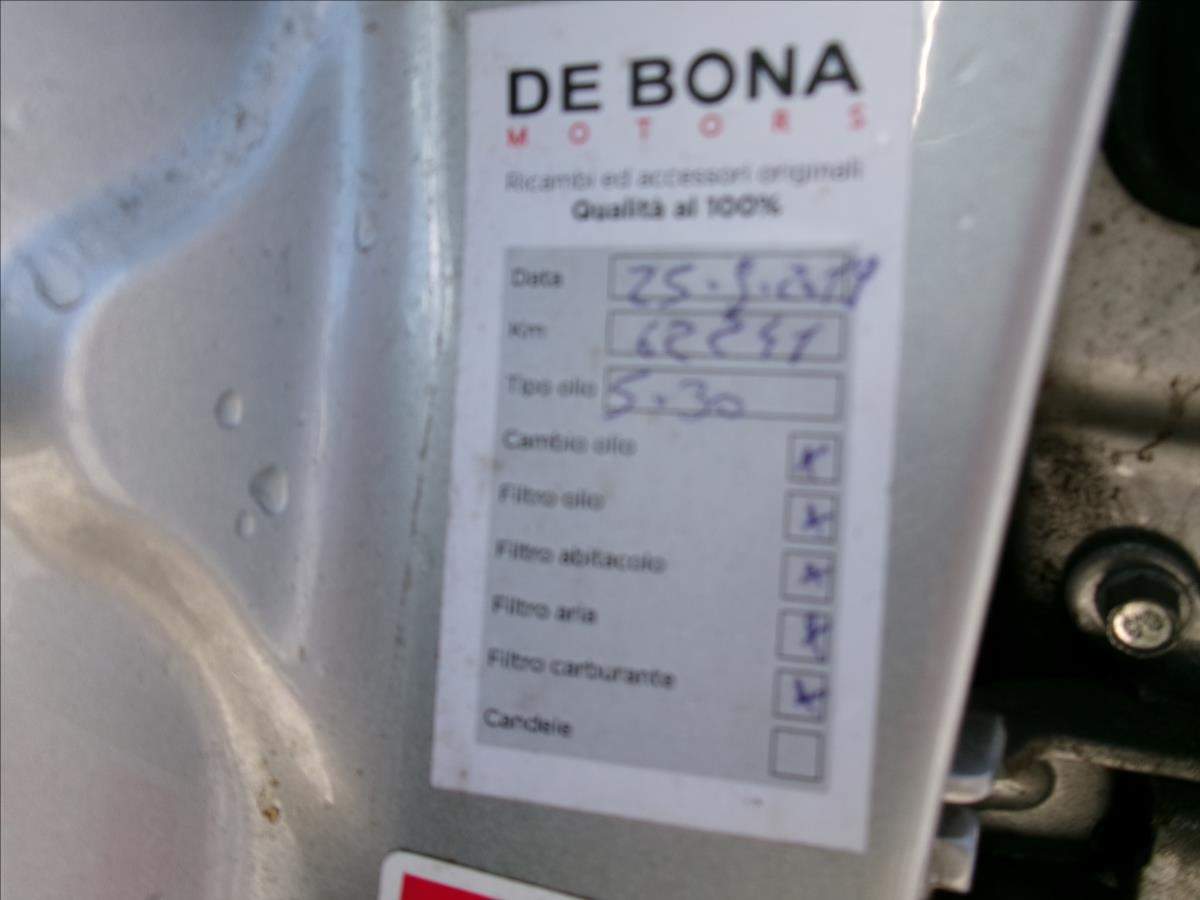 DE BONA
MOTORS
Ricambi ed accessori originali
Qualità al 100%
Data
Km
Tipo olio 5.30
Cambio olio x
Filtro olio x
Filtro abitacolo x
Filtro aria x
Filtro carburante x
Candele